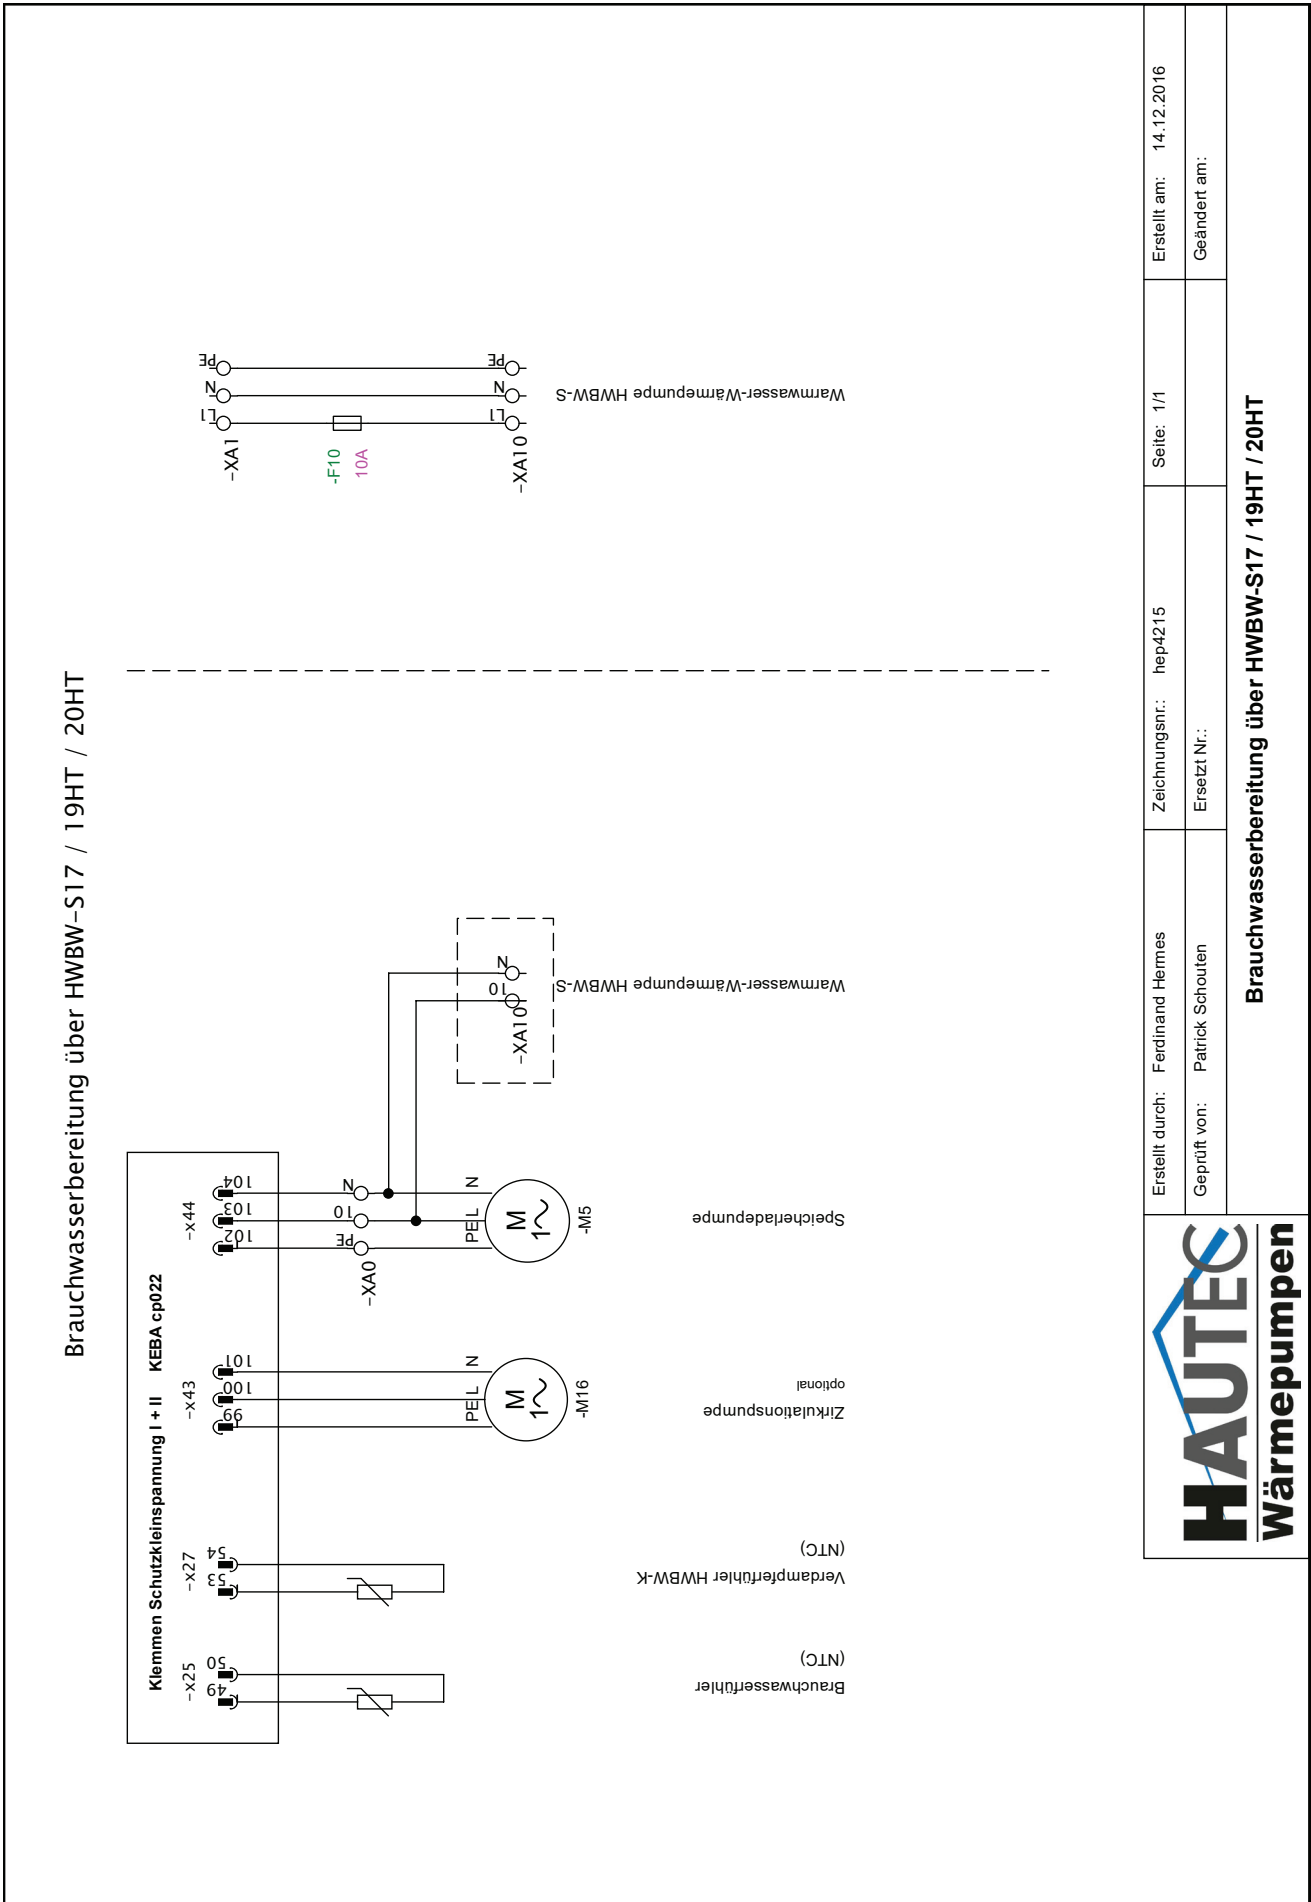 Brauchwasserbereitung über HWBW-S17 / 19HT / 20HT
Klemmen Schutzkleinspannung I + II KEBA cp022
-x25
49
50
-x27
53
54
-x43
99
100
101
-x44
102
103
104
-XA0
PE
10
N
PE L N
M
1~
-M16
PE L N
M
1~
-M5
-XA10
10
N
Brauchwasserfühler
(NTC)
Verdampferfühler HWBW-K
(NTC)
Zirkulationspumpe
optional
Speicherladepumpe
Warmwasser-Wärmepumpe HWBW-S
-XA1
L1
N
PE
-F10
10A
-XA10
L1
N
PE
Warmwasser-Wärmepumpe HWBW-S
HAUTEC
Wärmepumpen
Erstellt durch: Ferdinand Hermes
Zeichnungsnr.: hep4215
Seite: 1/1
Erstellt am: 14.12.2016
Geprüft von: Patrick Schouten
Ersetzt Nr.:
Geändert am:
Brauchwasserbereitung über HWBW-S17 / 19HT / 20HT